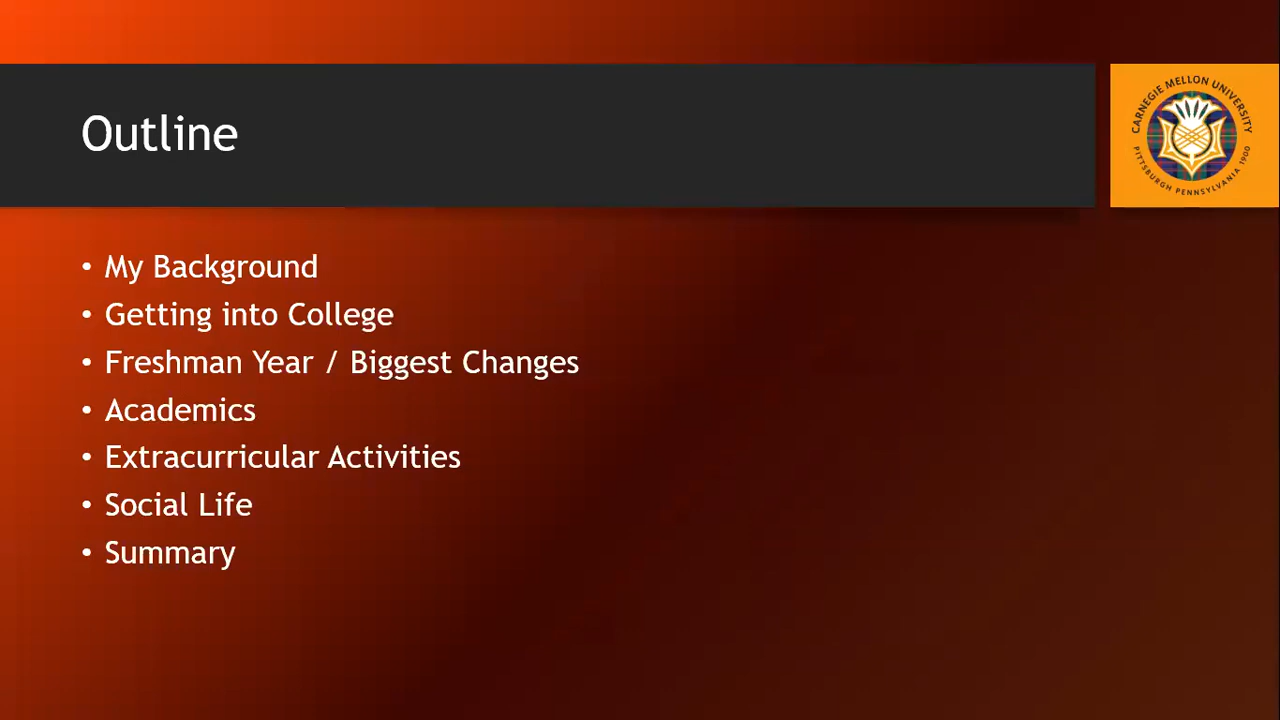 Outline
CARNEGIE MELLON UNIVERSITY
PITTSBURGH PENNSYLVANIA 1900
• My Background
• Getting into College
• Freshman Year / Biggest Changes
• Academics
• Extracurricular Activities
• Social Life
• Summary